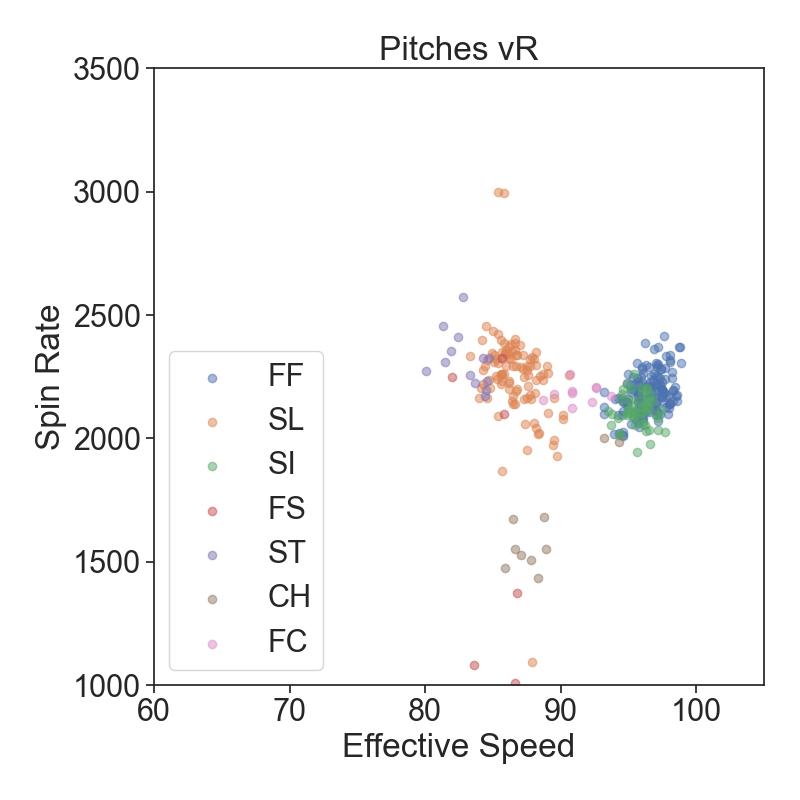 Pitches vR
3500
3000
2500
2000
1500
1000
Spin Rate
FF
SL
SI
FS
ST
CH
FC
60 70 80 90 100
Effective Speed